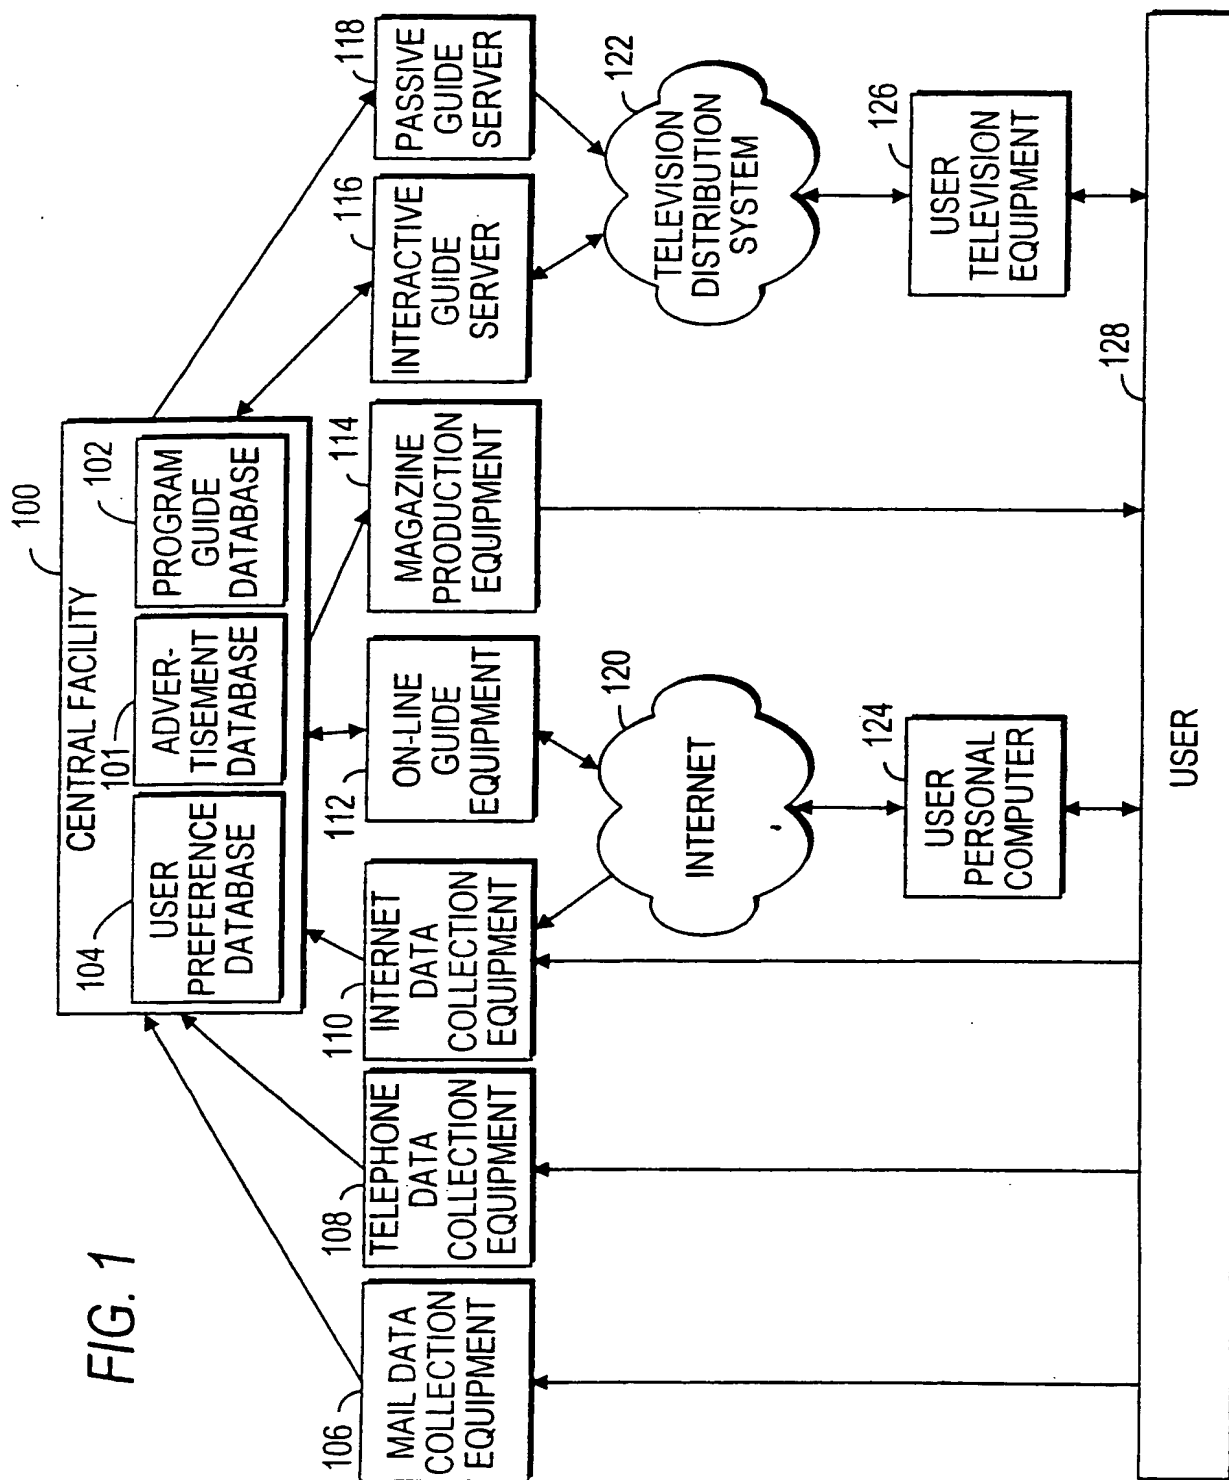 FIG. 1
100
CENTRAL FACILITY
104
USER
PREFERENCE
DATABASE
101
ADVER-
TISEMENT
DATABASE
102
PROGRAM
GUIDE
DATABASE
106
MAIL DATA
COLLECTION
EQUIPMENT
108
TELEPHONE
DATA
COLLECTION
EQUIPMENT
110
INTERNET
DATA
COLLECTION
EQUIPMENT
112
ON-LINE
GUIDE
EQUIPMENT
114
MAGAZINE
PRODUCTION
EQUIPMENT
116
INTERACTIVE
GUIDE
SERVER
118
PASSIVE
GUIDE
SERVER
120
INTERNET
122
TELEVISION
DISTRIBUTION
SYSTEM
124
USER
PERSONAL
COMPUTER
126
USER
TELEVISION
EQUIPMENT
128
USER